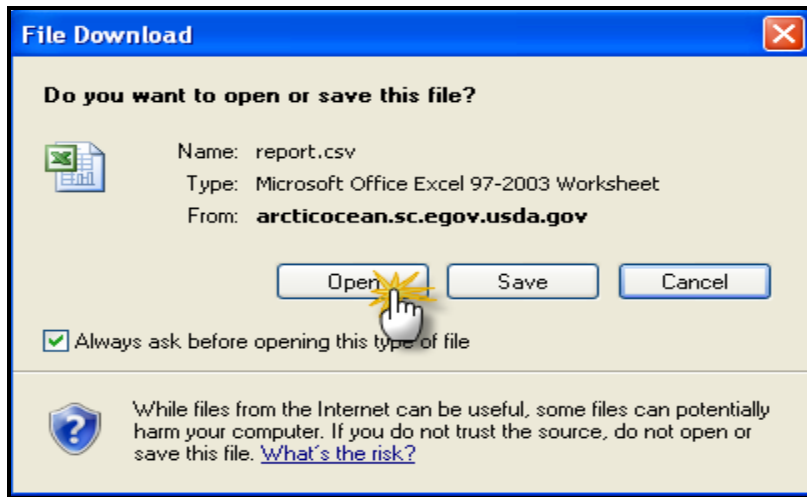 File Download
Do you want to open or save this file?
Name: report.csv
Type: Microsoft Office Excel 97-2003 Worksheet
From: arcticocean.sc.egov.usda.gov
Open Save Cancel
Always ask before opening this type of file
While files from the Internet can be useful, some files can potentially
harm your computer. If you do not trust the source, do not open or
save this file. What's the risk?